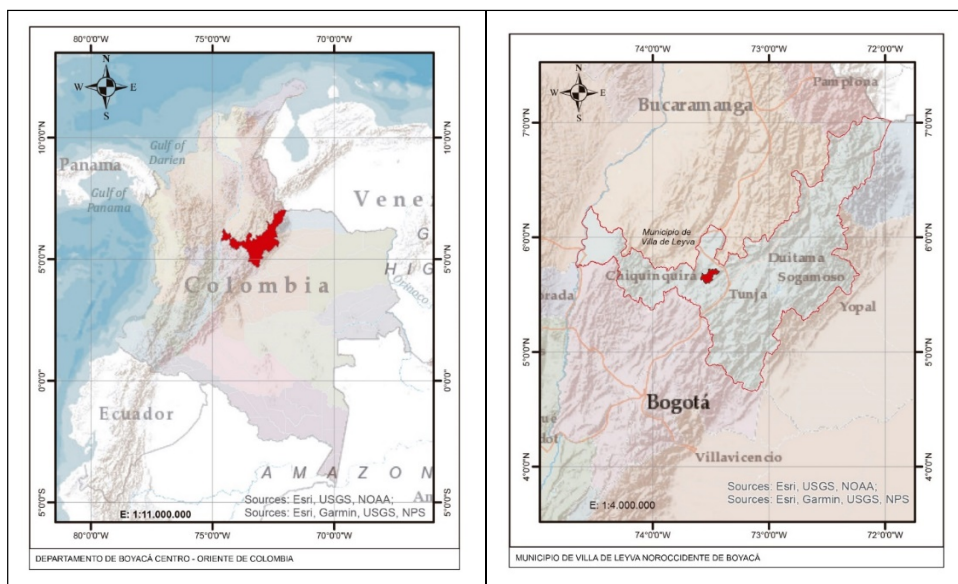 80°0'0"W 75°0'0"W 70°0'0"W
N
W E
S
10°0'0"N 10°0'0"N
Gulf of
Darien
Panama
Gulf of
Panama
Venez
5°0'0"N 5°0'0"N
Orinoco
Colombia
0°0'0" 0°0'0"
Ecuador
AMAZON
Sources: Esri, USGS, NOAA;
Sources: Esri, Garmin, USGS, NPS
E: 1:11.000.000
5°0'0"S 5°0'0"S
80°0'0"W 75°0'0"W 70°0'0"W
DEPARTAMENTO DE BOYACÁ CENTRO - ORIENTE DE COLOMBIA
74°0'0"W 73°0'0"W 72°0'0"W
N
W E
S
Pamplona
Bucaramanga
7°0'0"N 7°0'0"N
6°0'0"N 6°0'0"N
Municipio de
Villa de Leyva
Duitama
Chiquinquirá
Sogamoso
orada
Tunja
Yopal
5°0'0"N 5°0'0"N
Bogotá
Villavicencio
4°0'0"N 4°0'0"N
Sources: Esri, USGS, NOAA;
Sources: Esri, Garmin, USGS, NPS
E: 1:4.000.000
74°0'0"W 73°0'0"W 72°0'0"W
MUNICIPIO DE VILLA DE LEYVA NOROCCIDENTE DE BOYACÁ